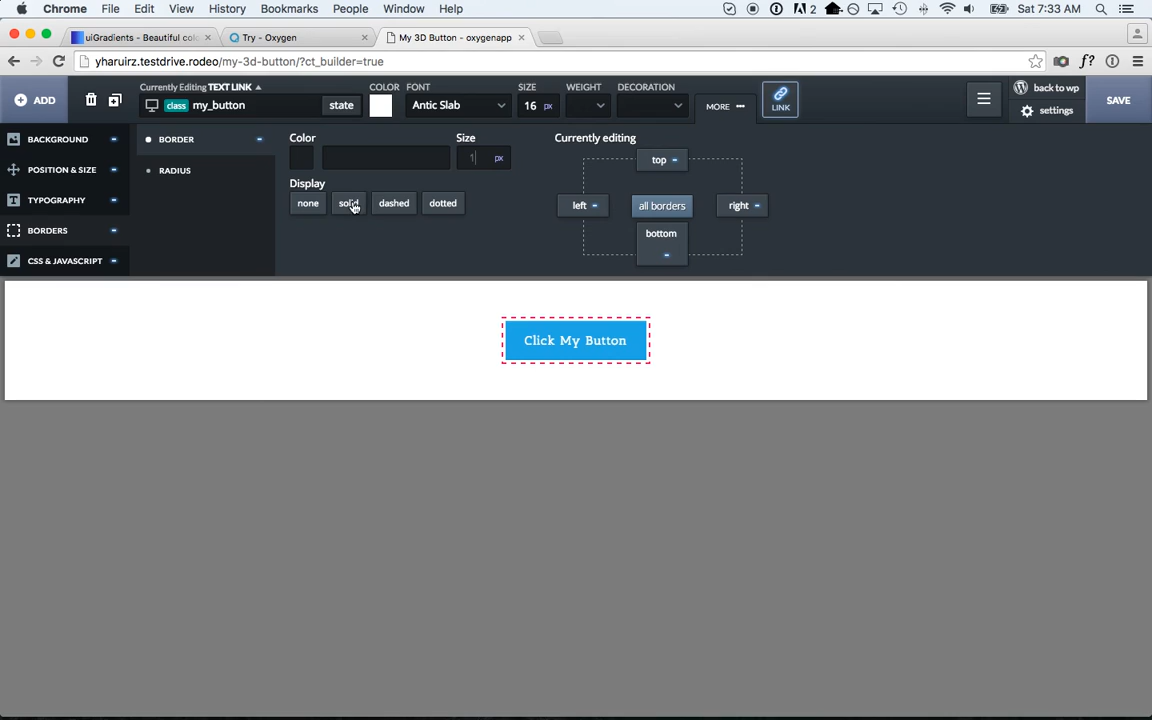 Chrome File Edit View History Bookmarks People Window Help 2 Sat 7:33 AM
uiGradients - Beautiful col Try - Oxygen My 3D Button - oxygenapp
yharuirz.testdrive.rodeo/my-3d-button/?ct_builder=true f?
Currently Editing TEXT LINK COLOR FONT SIZE WEIGHT DECORATION
ADD class my_button state Antic Slab 16 px MORE LINK back to wp settings SAVE
BACKGROUND BORDER Color Size Currently editing
1 px top
POSITION & SIZE RADIUS
Display
TYPOGRAPHY none solid dashed dotted left all borders right
BORDERS bottom
CSS & JAVASCRIPT
Click My Button